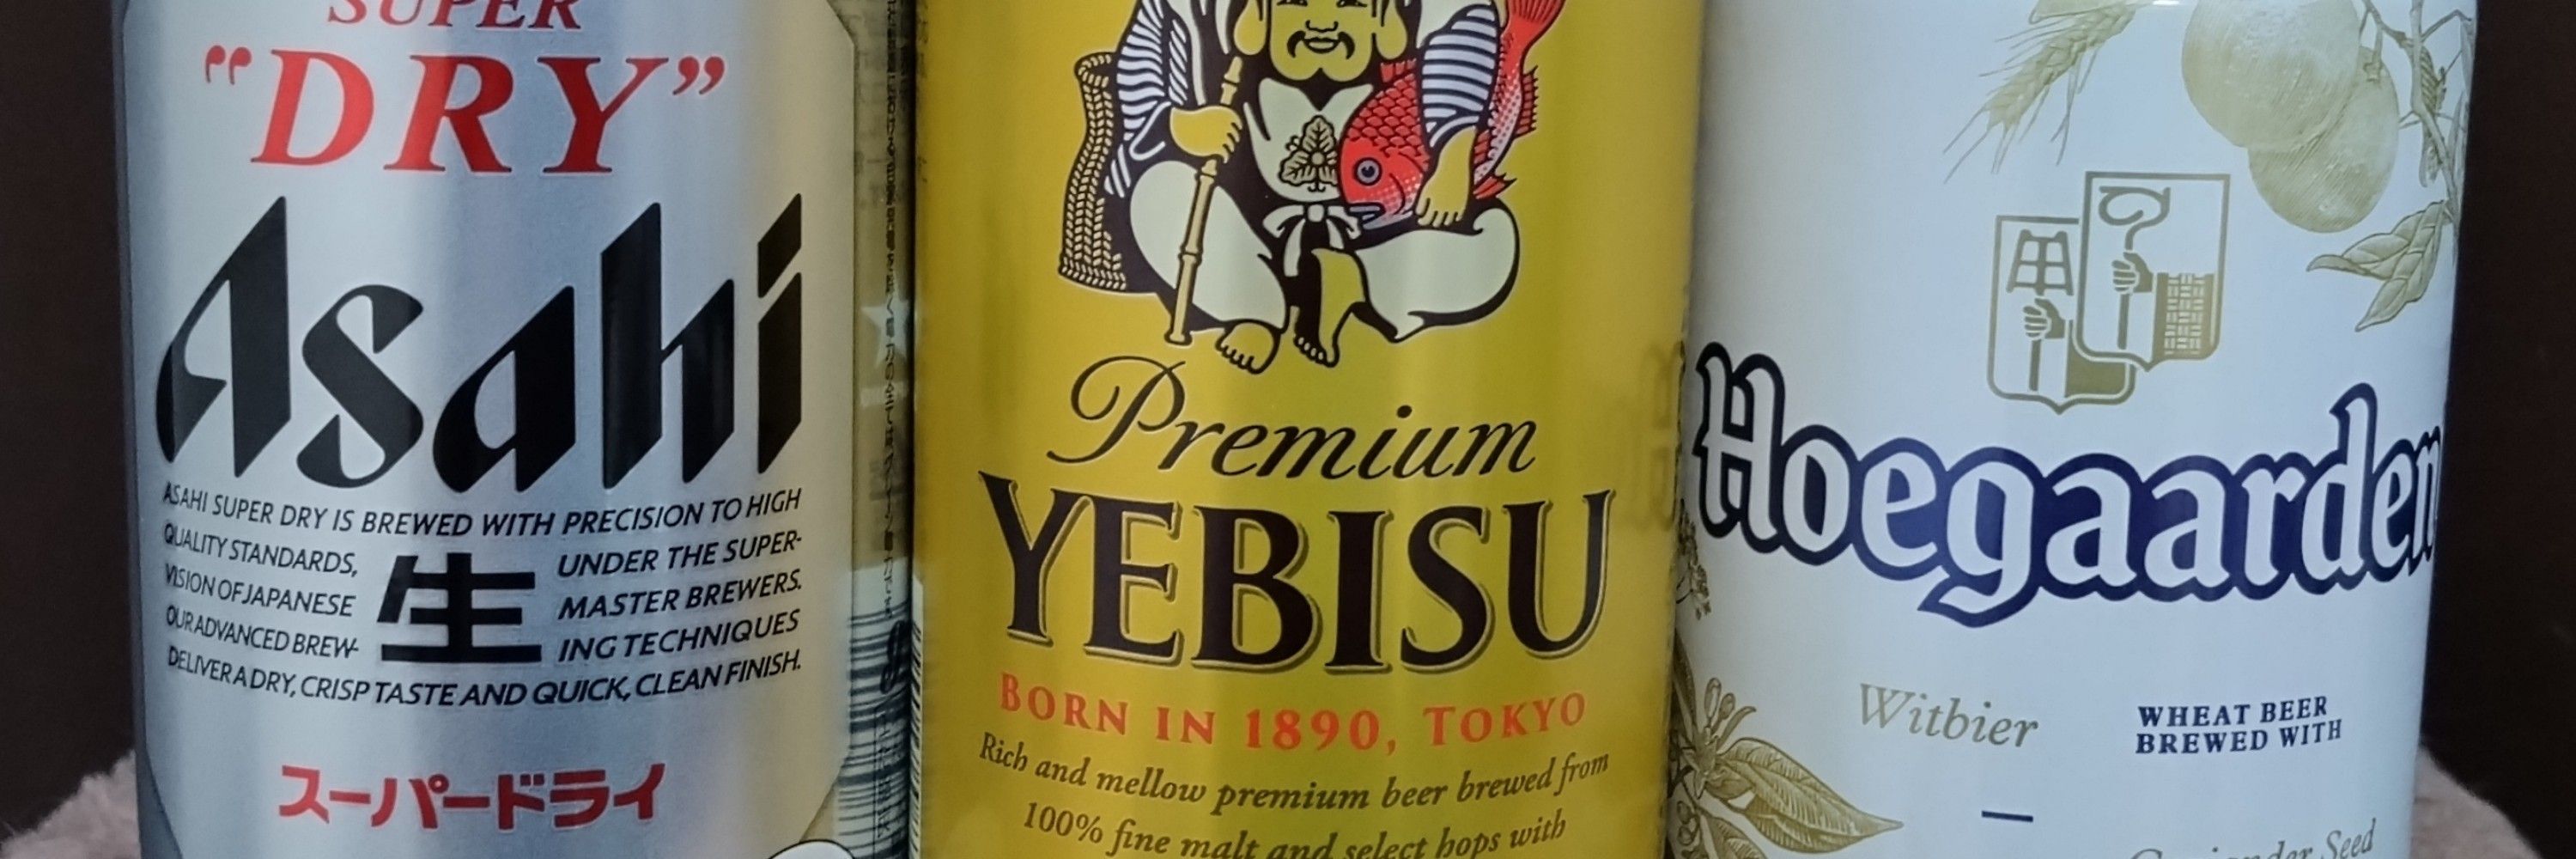 SUPER
"DRY"
Asahi
ASAHI SUPER DRY IS BREWED WITH PRECISION TO HIGH
QUALITY STANDARDS, UNDER THE SUPER-
VISION OF JAPANESE 生 MASTER BREWERS.
OUR ADVANCED BREW- ING TECHNIQUES
DELIVER A DRY, CRISP TASTE AND QUICK, CLEAN FINISH.
スーパードライ
Premium
YEBISU
BORN IN 1890, TOKYO
Rich and mellow premium beer brewed from
100% fine malt and select hops with
Hoegaarden
Witbier
WHEAT BEER
BREWED WITH
Coriander Seed